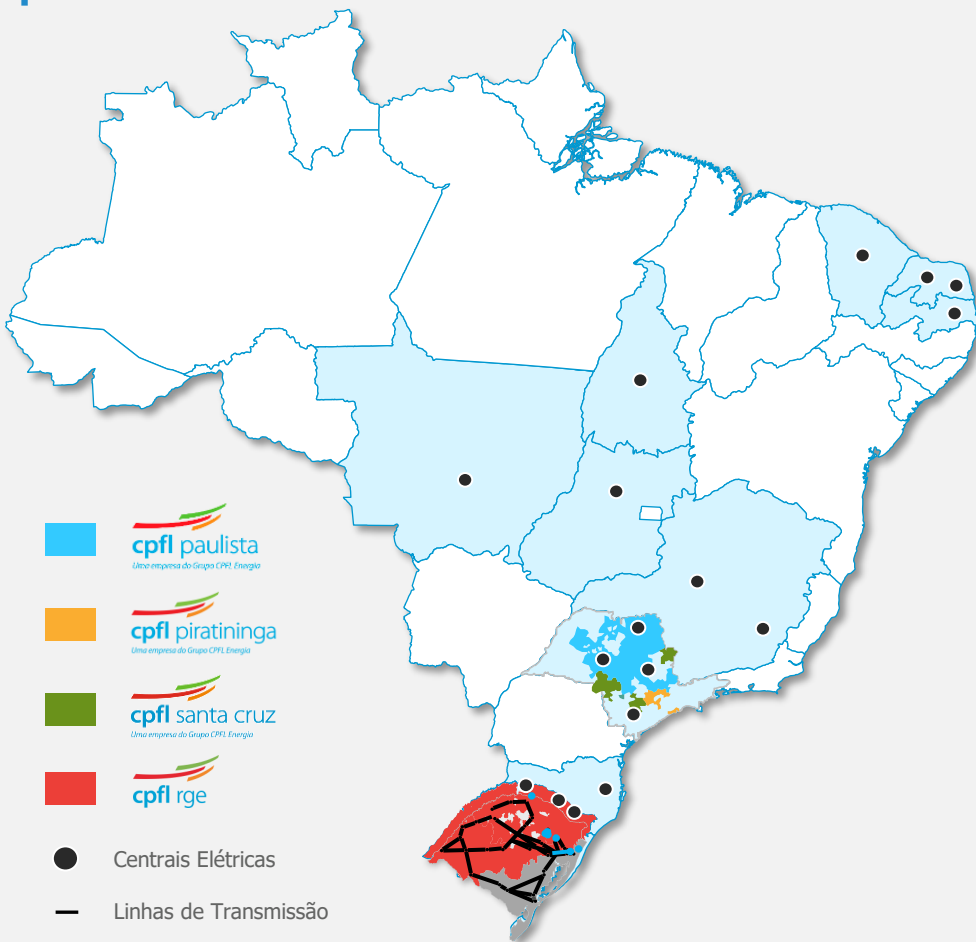 cpfl paulista
Uma empresa do Grupo CPFL Energia
cpfl piratininga
Uma empresa do Grupo CPFL Energia
cpfl santa cruz
Uma empresa do Grupo CPFL Energia
cpfl rge
Centrais Elétricas
Linhas de Transmissão